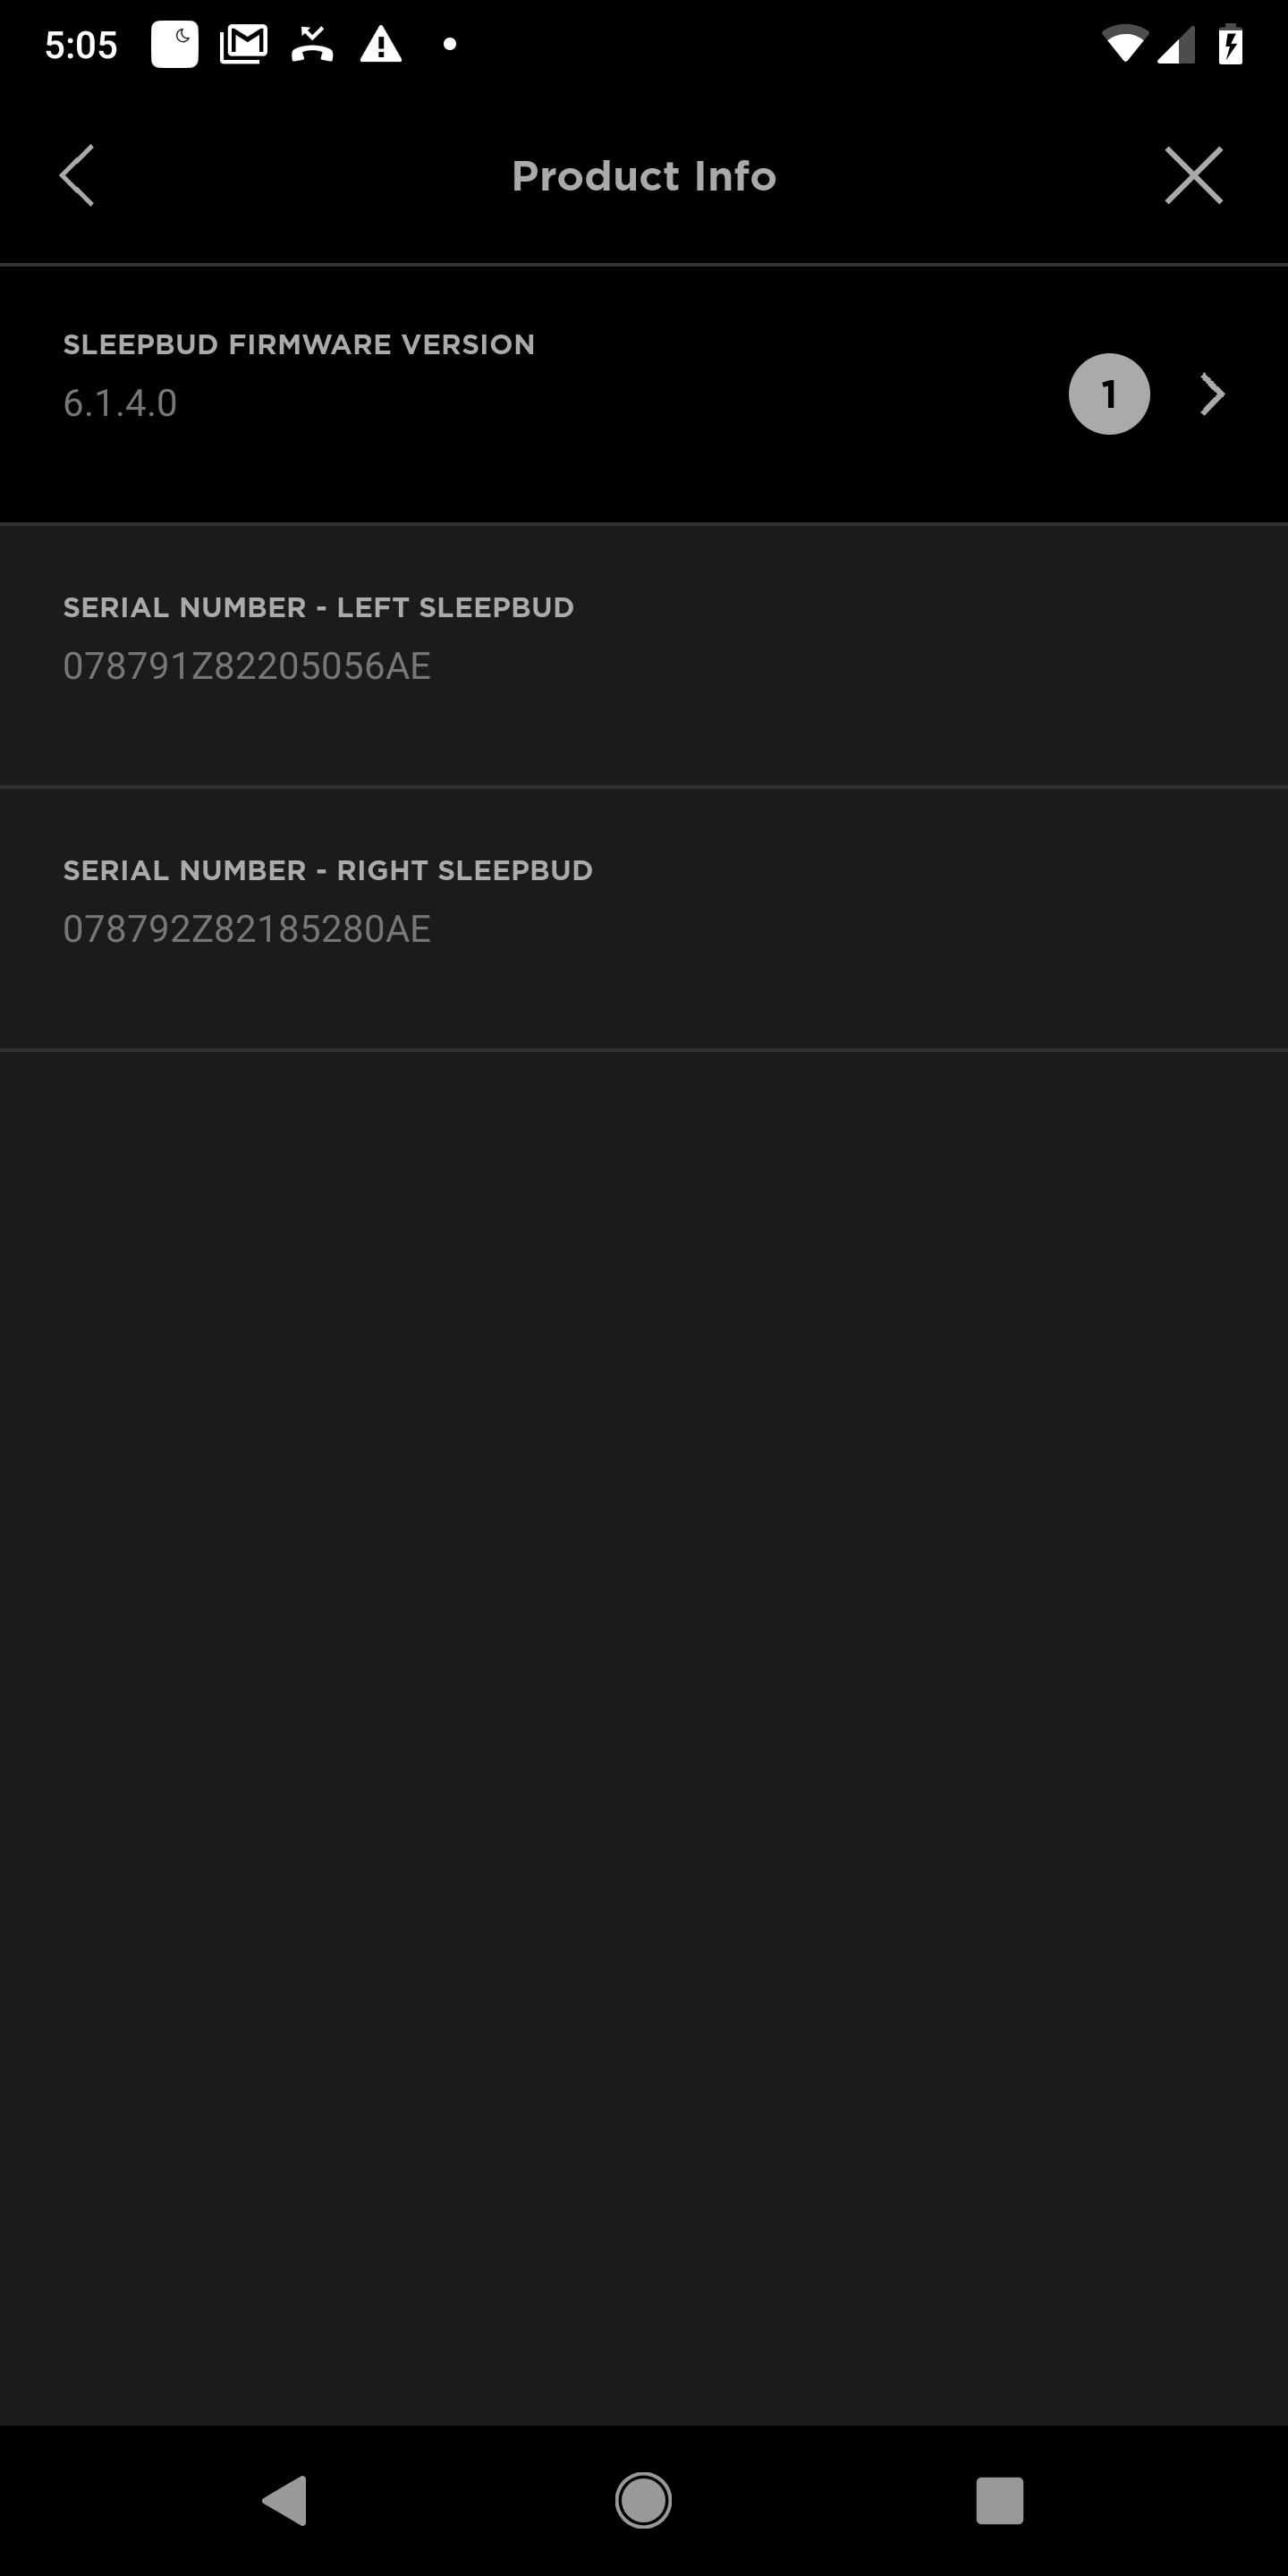 5:05
Product Info
SLEEPBUD FIRMWARE VERSION
6.1.4.0
1
SERIAL NUMBER - LEFT SLEEPBUD
078791Z82205056AE
SERIAL NUMBER - RIGHT SLEEPBUD
078792Z82185280AE